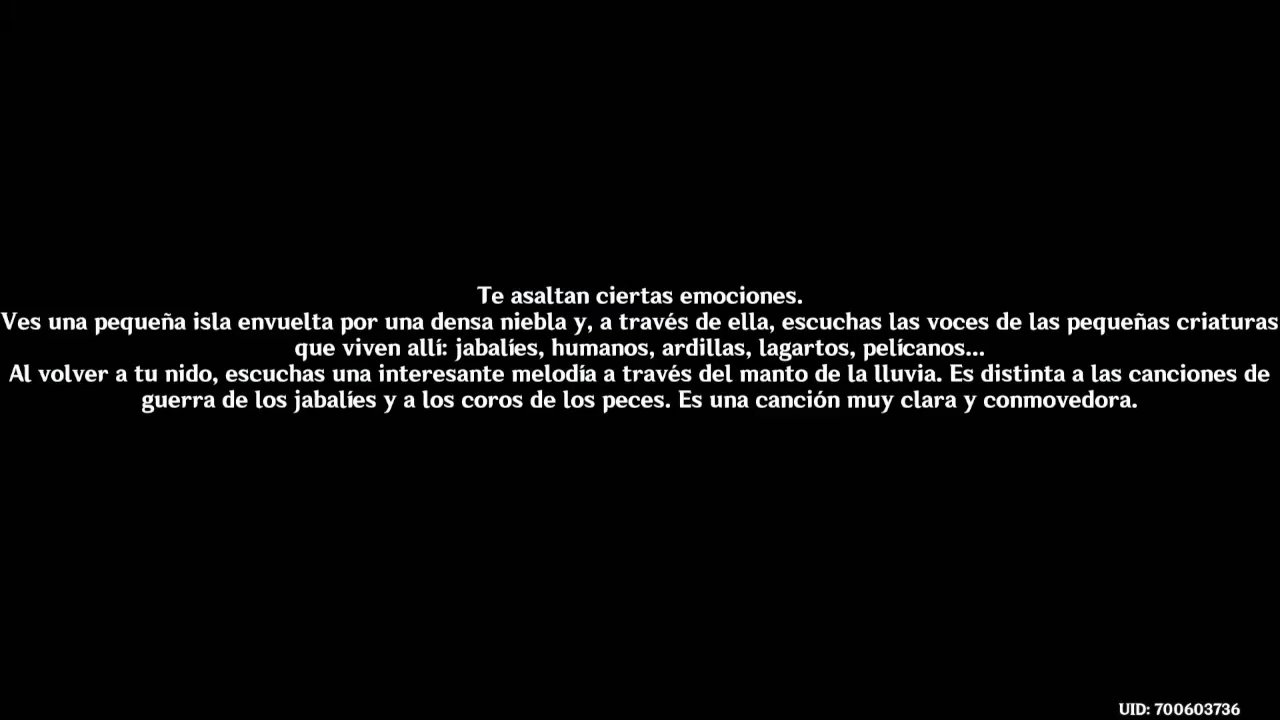 Te asaltan ciertas emociones.
Ves una pequeña isla envuelta por una densa niebla y, a través de ella, escuchas las voces de las pequeñas criaturas
que viven allí: jabalíes, humanos, ardillas, lagartos, pelícanos...
Al volver a tu nido, escuchas una interesante melodía a través del manto de la lluvia. Es distinta a las canciones de
guerra de los jabalíes y a los coros de los peces. Es una canción muy clara y conmovedora.
UID: 700603736